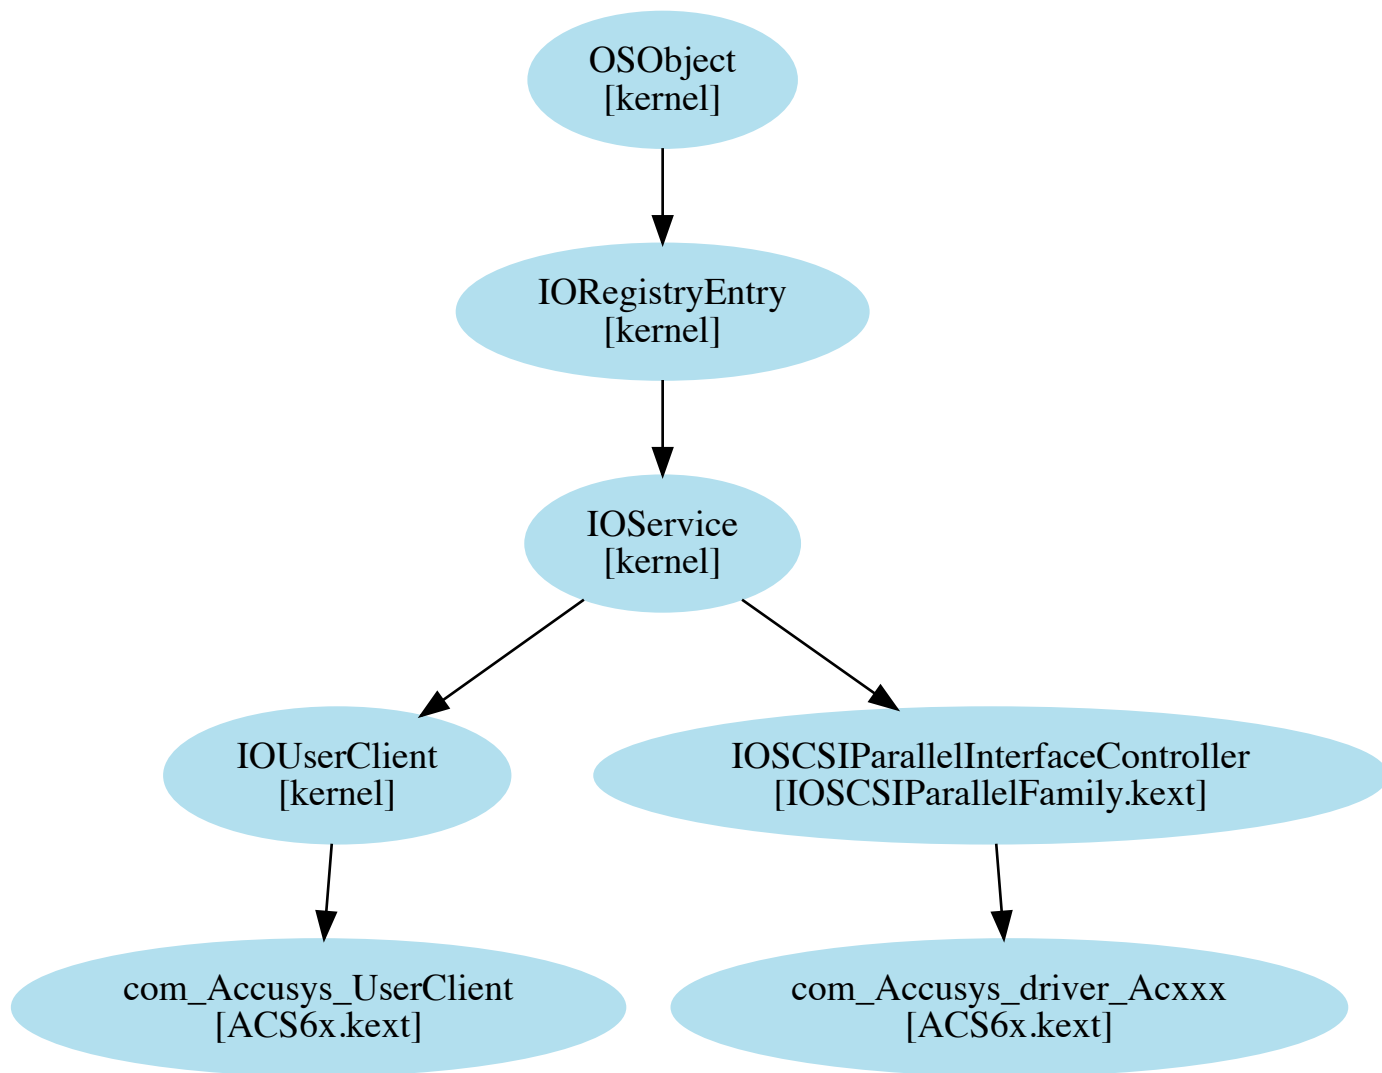 OSObject
[kernel]
IORegistryEntry
[kernel]
IOService
[kernel]
IOUserClient
[kernel]
IOSCSIParallelInterfaceController
[IOSCSIParallelFamily.kext]
com_Accusys_UserClient
[ACS6x.kext]
com_Accusys_driver_Acxxx
[ACS6x.kext]